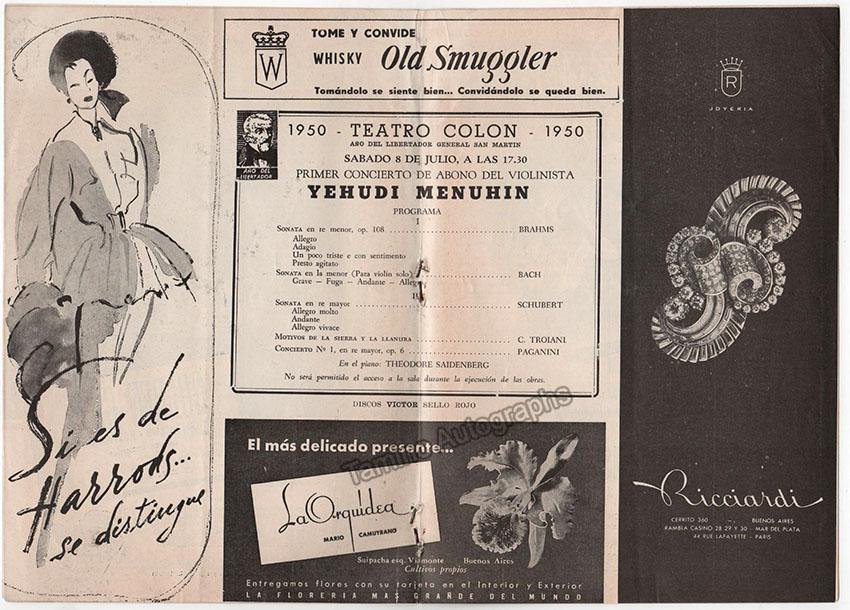 Si es de
Harrods...
se distingue
W
TOME Y CONVIDE
WHISKY Old Smuggler
Tomándolo se siente bien... Convidándolo se queda bien.
AÑO DEL
LIBERTADOR
1950 - TEATRO COLON - 1950
AÑO DEL LIBERTADOR GENERAL SAN MARTIN
SABADO 8 DE JULIO, A LAS 17.30
PRIMER CONCIERTO DE ABONO DEL VIOLINISTA
YEHUDI MENUHIN
PROGRAMA
I
SONATA en re menor, op. 108 ........ BRAHMS
Allegro
Adagio
Un poco triste e con sentimento
Presto agitato
SONATA en la menor (Para violín solo) ........ BACH
Grave – Fuga – Andante – Allegro
II
SONATA en re mayor ........ SCHUBERT
Allegro molto
Andante
Allegro vivace
MOTIVOS DE LA SIERRA Y LA LLANURA ........ C. TROIANI
CONCIERTO Nº 1, en re mayor, op. 6 ........ PAGANINI
En el piano: THEODORE SAIDENBERG
No será permitido el acceso a la sala durante la ejecución de las obras.
DISCOS VICTOR SELLO ROJO
El más delicado presente...
La Orquídea
MARIO CAMUYRANO
Suipacha esq. Viamonte Buenos Aires
Cultivos propios
Entregamos flores con su tarjeta en el Interior y Exterior
LA FLORERIA MAS GRANDE DEL MUNDO
Tamino Autographs
R
JOYERIA
Ricciardi
CERRITO 360 -.- BUENOS AIRES
RAMBLA CASINO 28 29 Y 30 - MAR DEL PLATA
44 RUE LAFAYETTE - PARIS